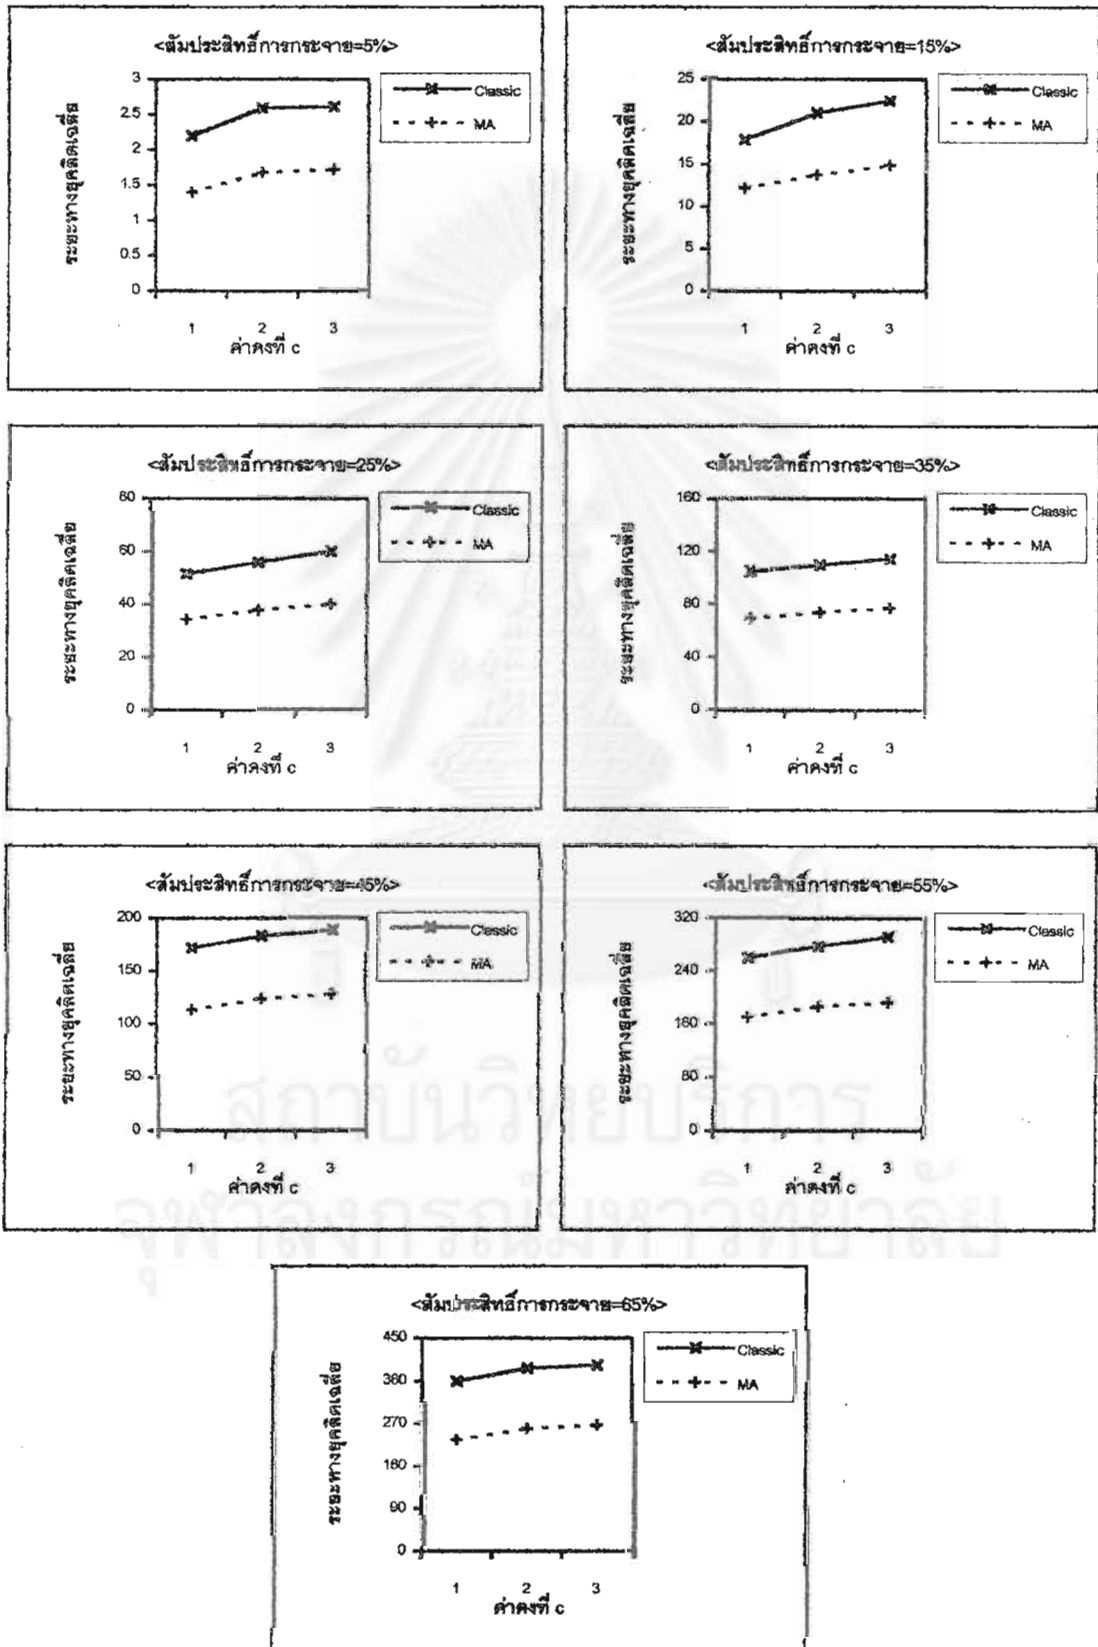 <สัมประสิทธิ์การกระจาย=5%>
ระยะทางยุคลิดเฉลี่ย
3
2.5
2
1.5
1
0.5
0
1 2 3
ค่าคงที่ c
Classic
MA
<สัมประสิทธิ์การกระจาย=15%>
ระยะทางยุคลิดเฉลี่ย
25
20
15
10
5
0
1 2 3
ค่าคงที่ c
Classic
MA
<สัมประสิทธิ์การกระจาย=25%>
ระยะทางยุคลิดเฉลี่ย
80
60
40
20
0
1 2 3
ค่าคงที่ c
Classic
MA
<สัมประสิทธิ์การกระจาย=35%>
ระยะทางยุคลิดเฉลี่ย
160
120
80
40
0
1 2 3
ค่าคงที่ c
Classic
MA
<สัมประสิทธิ์การกระจาย=45%>
ระยะทางยุคลิดเฉลี่ย
200
150
100
50
0
1 2 3
ค่าคงที่ c
Classic
MA
<สัมประสิทธิ์การกระจาย=55%>
ระยะทางยุคลิดเฉลี่ย
320
240
160
80
0
1 2 3
ค่าคงที่ c
Classic
MA
สถาบันวิทยบริการ
จุฬาลงกรณ์มหาวิทยาลัย
<สัมประสิทธิ์การกระจาย=65%>
ระยะทางยุคลิดเฉลี่ย
450
360
270
180
90
0
1 2 3
ค่าคงที่ c
Classic
MA